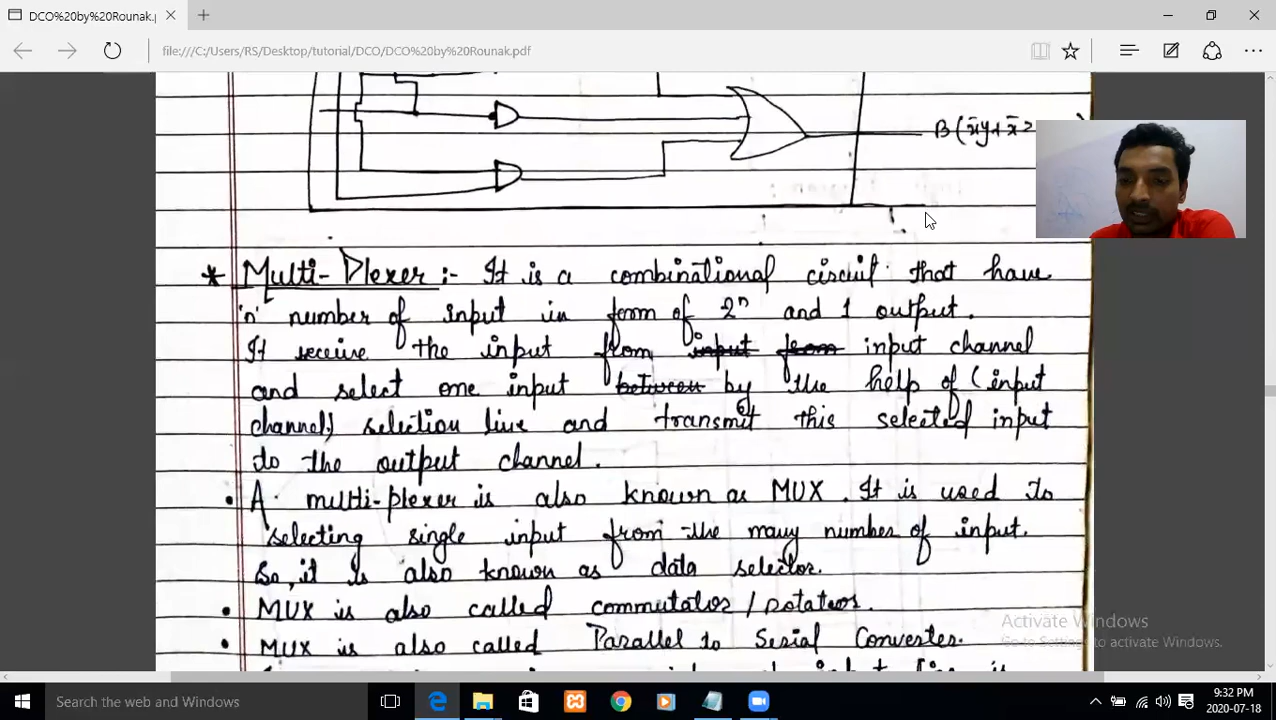 DCO%20by%20Rounak.p
file:///C:/Users/RS/Desktop/tutorial/DCO/DCO%20by%20Rounak.pdf
B(x̄y+x̄z
* Multi-Plexer :- It is a combinational circuit that have
'n' number of input in form of 2ⁿ and 1 output.
It receive the input from input from input channel
and select one input between by the help of (input
channel) selection line and transmit this selected input
to the output channel.
• A multi-plexer is also known as MUX. It is used to
selecting single input from the many number of input.
So, it is also known as data selector.
• MUX is also called commutator/rotators.
• MUX is also called Parallel to Serial Converter.
Activate Windows
Go to Settings to activate Windows.
Search the web and Windows
9:32 PM
2020-07-18